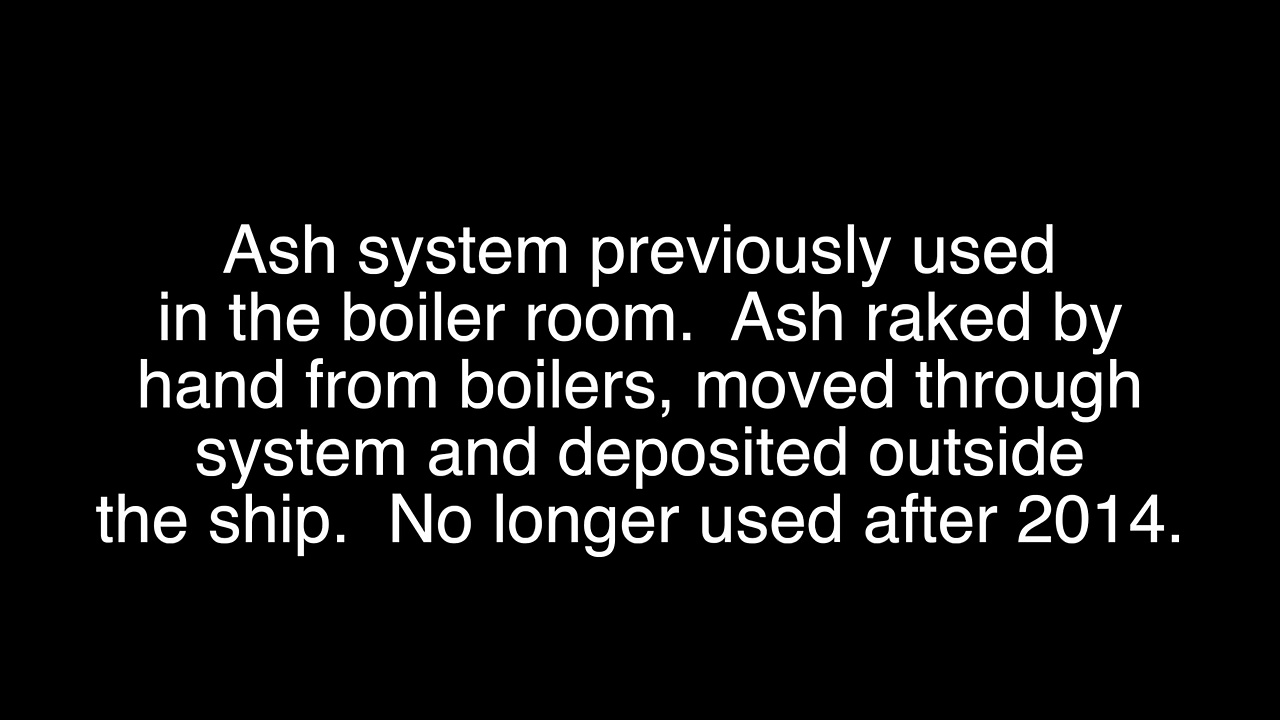 Ash system previously used
in the boiler room.  Ash raked by
hand from boilers, moved through
system and deposited outside
the ship.  No longer used after 2014.